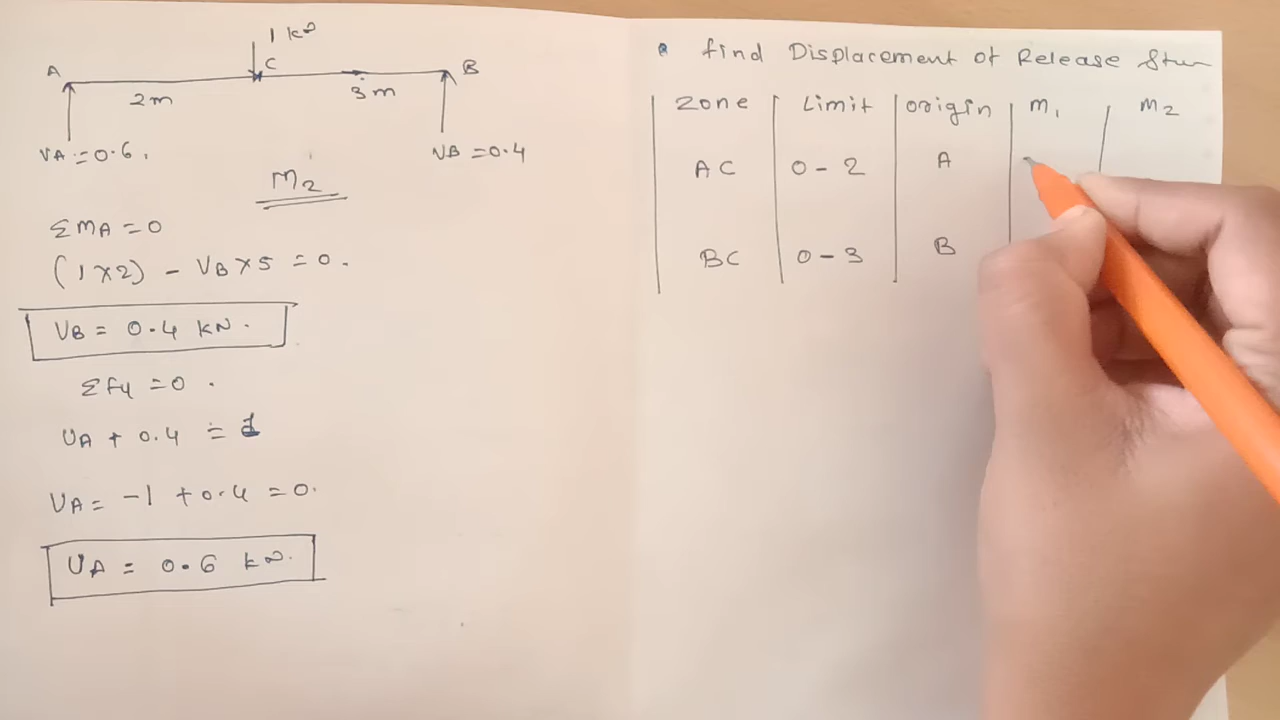 1 kN
A
C
B
2m
3m
VA = 0.6.
VB = 0.4
M2
ΣMA = 0
(1×2) - VB×5 = 0.
VB = 0.4 kN.
ΣFy = 0.
VA + 0.4 = 1
VA = -1 + 0.4 = 0.
VA = 0.6 kN.
find Displacement of Release
Zone Limit origin M1 M2
AC 0-2 A
BC 0-3 B